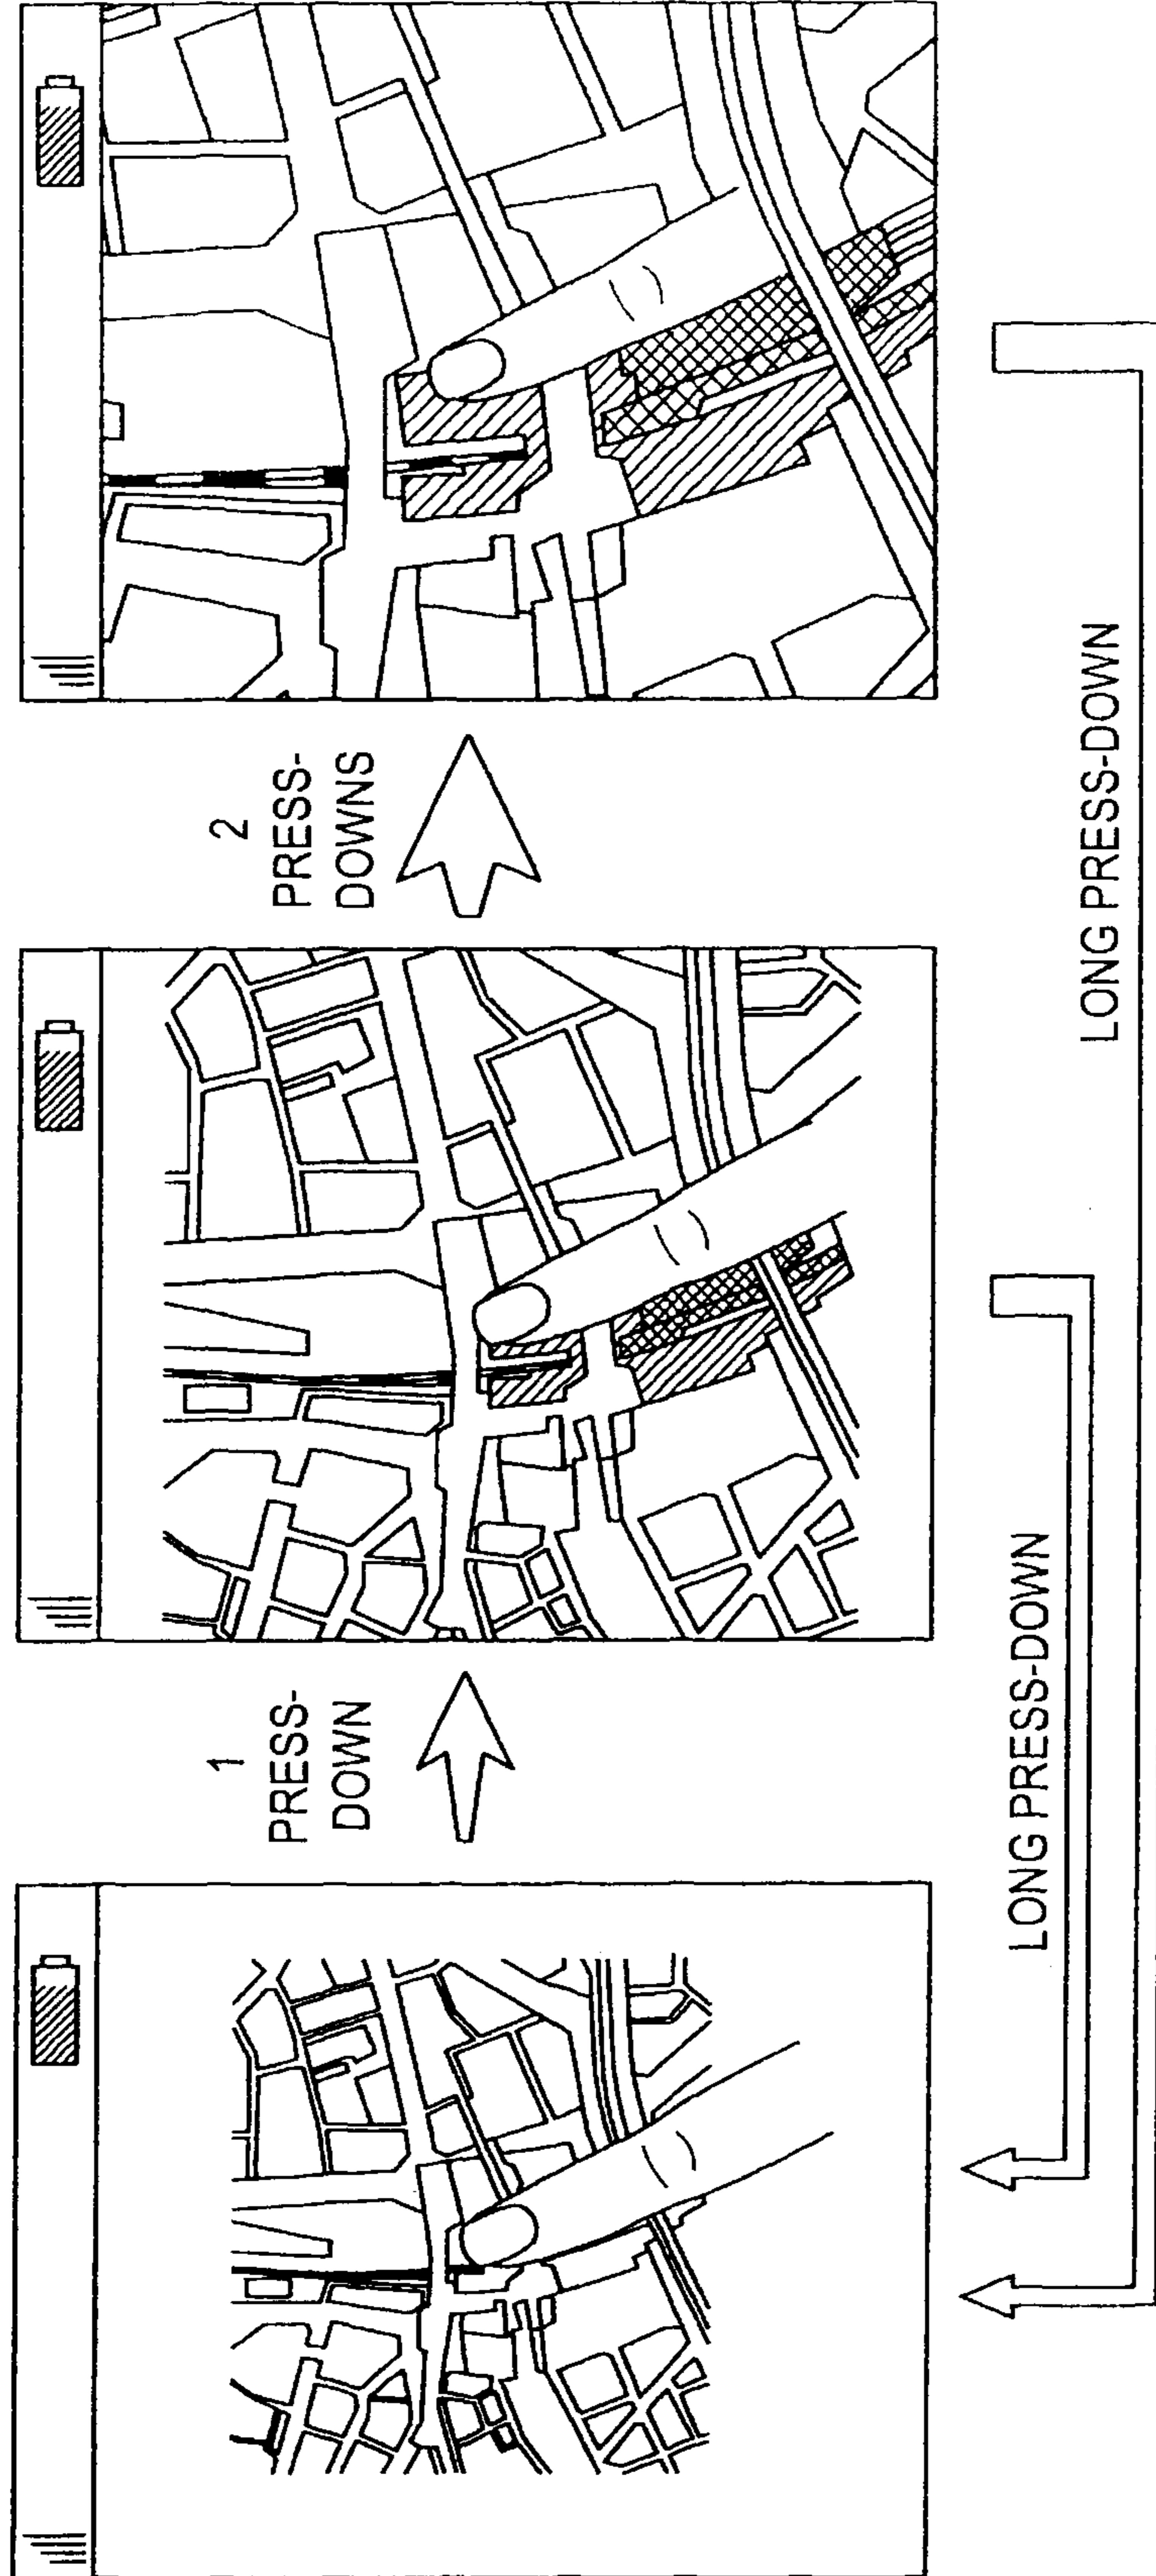 1
PRESS-
DOWN
2
PRESS-
DOWNS
LONG PRESS-DOWN
LONG PRESS-DOWN